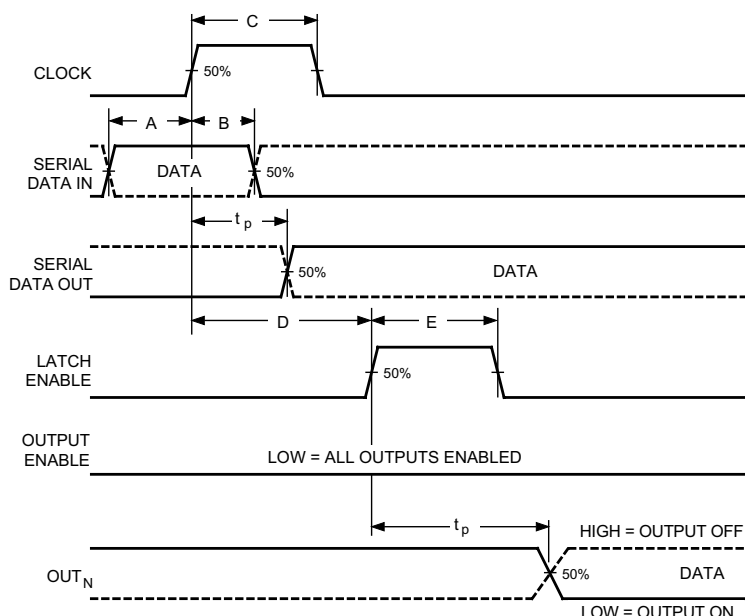 C
CLOCK
50%
A
B
SERIAL
DATA IN
DATA
50%
t p
SERIAL
DATA OUT
50%
DATA
D
E
LATCH
ENABLE
50%
OUTPUT
ENABLE
LOW = ALL OUTPUTS ENABLED
t p
HIGH = OUTPUT OFF
OUT N
50%
DATA
LOW = OUTPUT ON